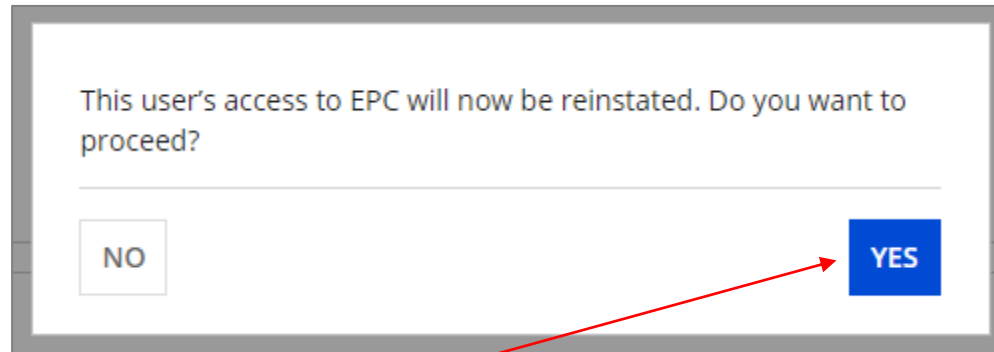 This user’s access to EPC will now be reinstated. Do you want to
proceed?
NO
YES